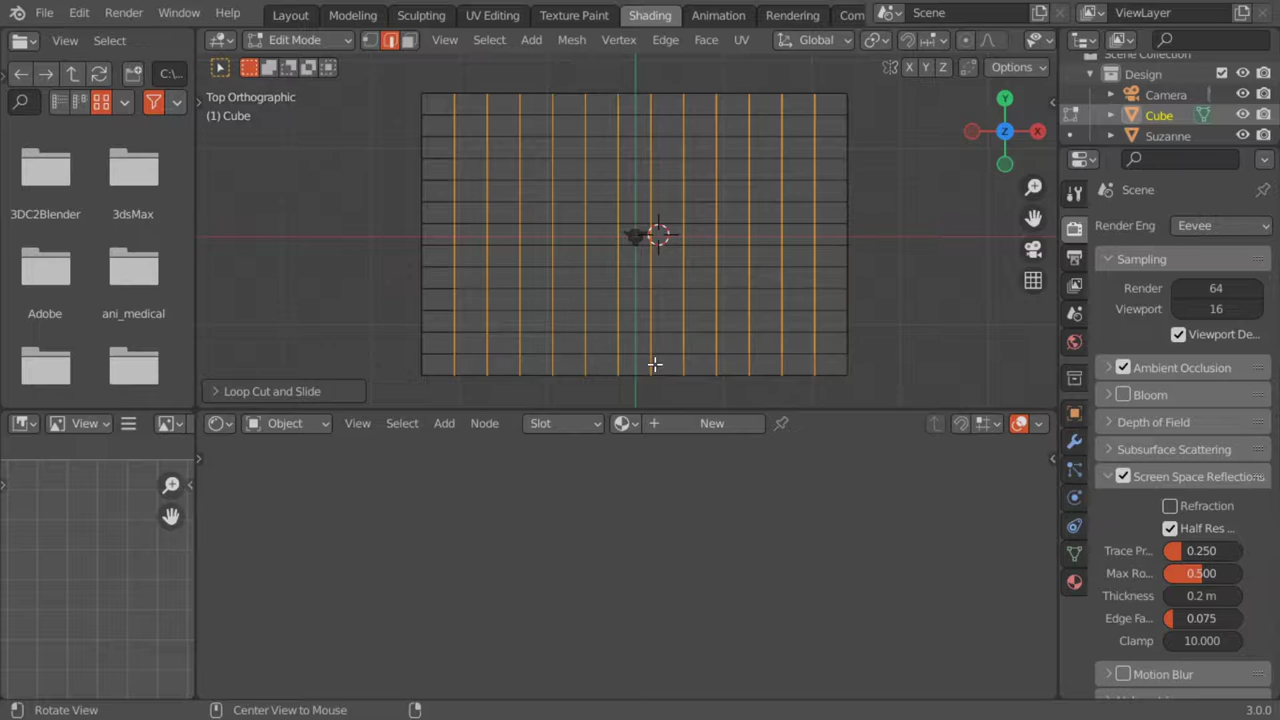 File Edit Render Window Help Layout Modeling Sculpting UV Editing Texture Paint Shading Animation Rendering Com Scene ViewLayer
View Select Edit Mode View Select Add Mesh Vertex Edge Face UV Global
C:\... X Y Z Options
Scene Collection
Design
Camera
Cube
Suzanne
Top Orthographic
(1) Cube
Y
Z X
3DC2Blender 3dsMax
Adobe ani_medical
Loop Cut and Slide
Scene
Render Eng Eevee
Sampling
Render 64
Viewport 16
Viewport De...
Ambient Occlusion
Bloom
Depth of Field
Subsurface Scattering
Screen Space Reflection...
Refraction
Half Res ...
Trace Pr... 0.250
Max Ro... 0.500
Thickness 0.2 m
Edge Fa... 0.075
Clamp 10.000
Motion Blur
View Object View Select Add Node Slot New
Rotate View Center View to Mouse 3.0.0